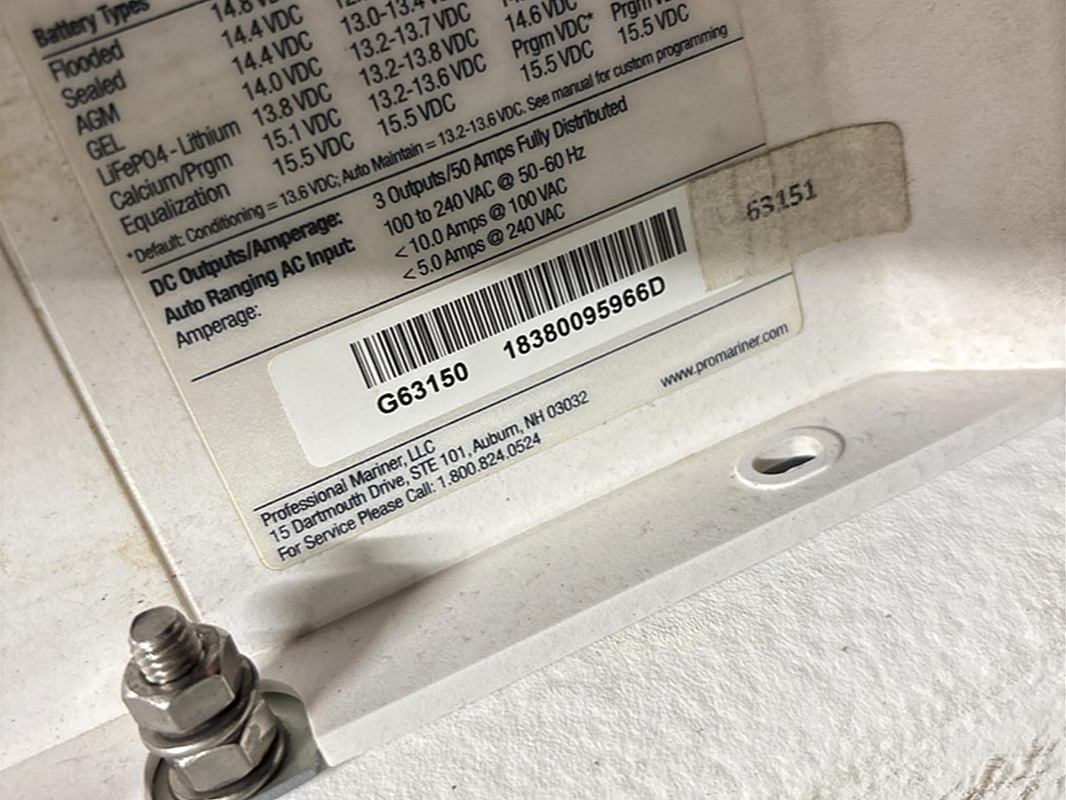 Battery Types
Flooded 14.8
Sealed 14.4 VDC
AGM 14.4 VDC 13.0-13.4
GEL 14.0 VDC 13.2-13.7 VDC
LiFePO4 - Lithium 13.8 VDC 13.2-13.8 VDC 14.6 VDC
Calcium/Prgm 15.1 VDC 13.2-13.6 VDC Prgm VDC* Prgm
Equalization 15.5 VDC 15.5 VDC 15.5 VDC 15.5 VDC
*Default: Conditioning = 13.6 VDC; Auto Maintain = 13.2-13.6 VDC. See manual for custom programming
DC Outputs/Amperage: 3 Outputs/50 Amps Fully Distributed
Auto Ranging AC Input: 100 to 240 VAC @ 50-60 Hz
Amperage: < 10.0 Amps @ 100 VAC
< 5.0 Amps @ 240 VAC
63151
G63150 18380095966D
Professional Mariner, LLC www.promariner.com
15 Dartmouth Drive, STE 101, Auburn, NH 03032
For Service Please Call: 1.800.824.0524